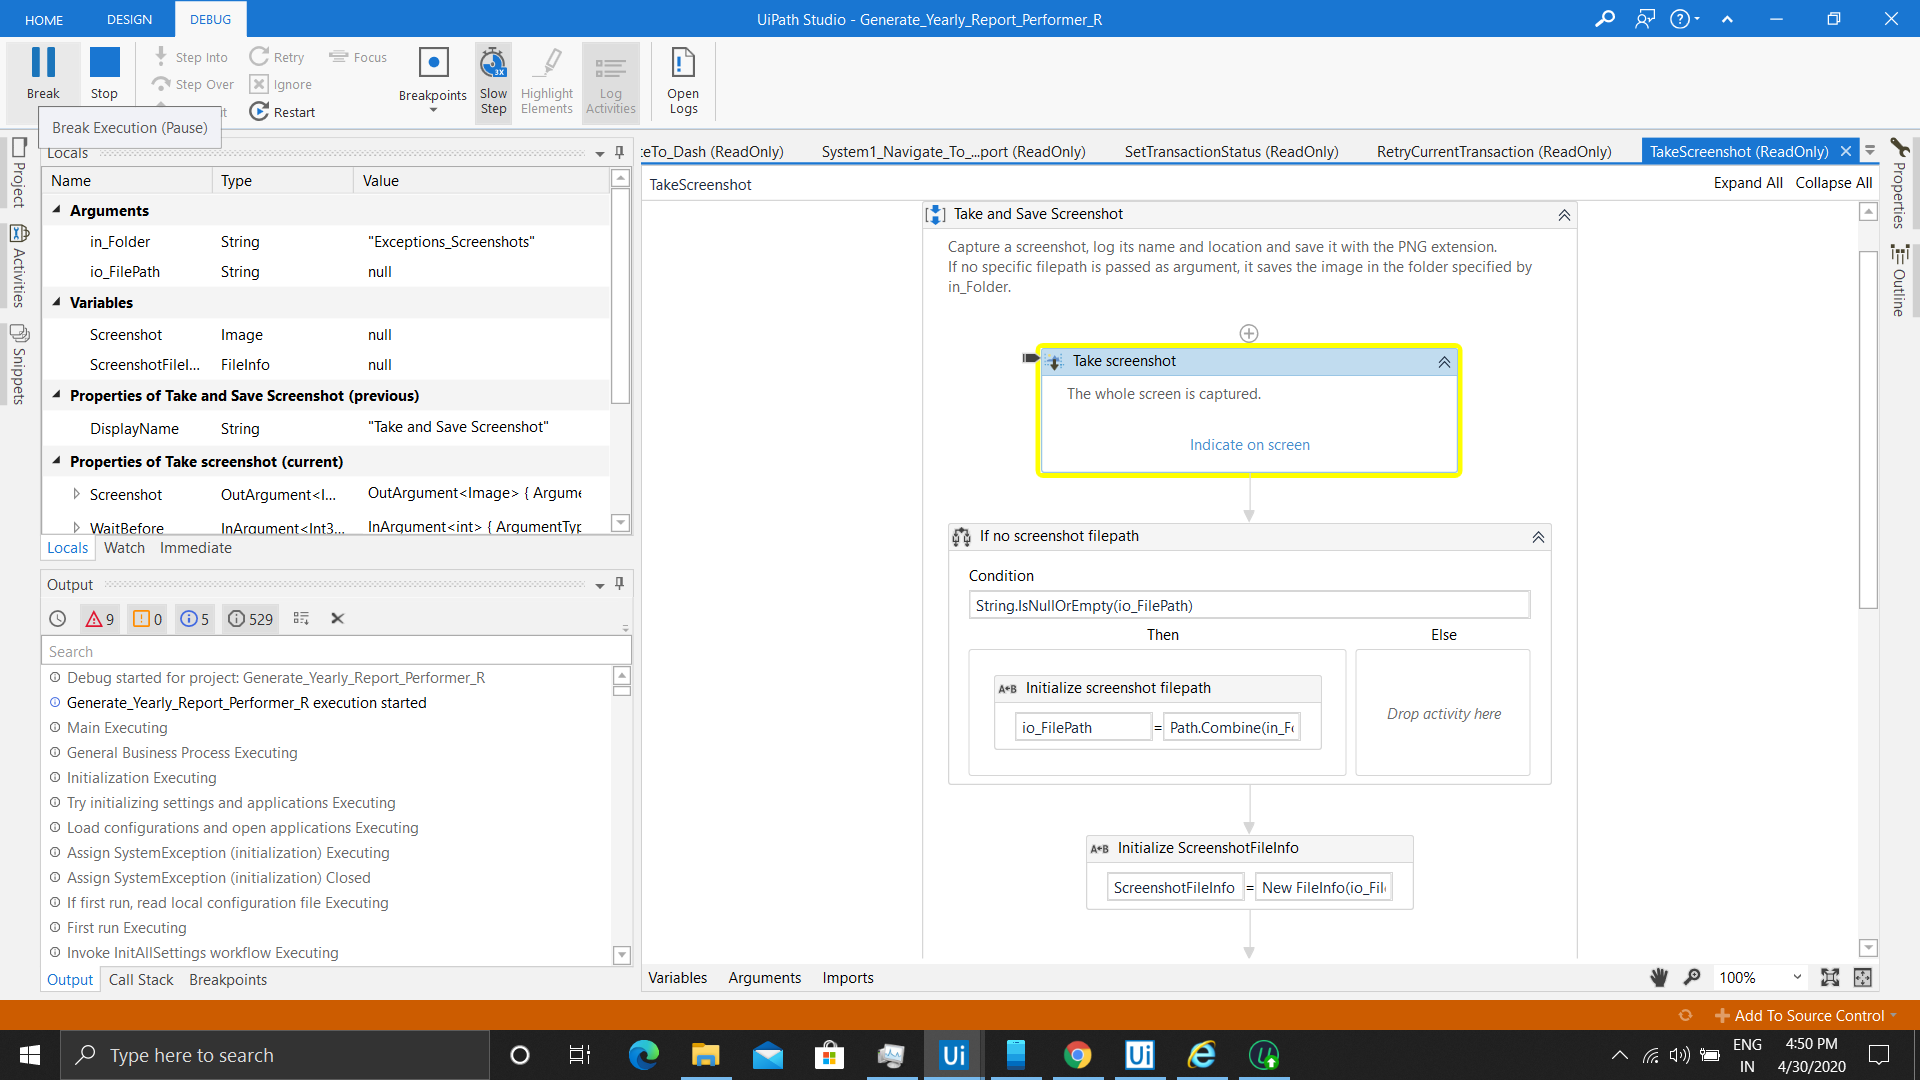 HOME
DESIGN
DEBUG
UiPath Studio - Generate_Yearly_Report_Performer_R
Break
Stop
Step Into
Step Over
Retry
Ignore
Restart
Focus
Breakpoints
Slow Step
Highlight Elements
Log Activities
Open Logs
Break Execution (Pause)
Project
Activities
Snippets
Locals
Name Type Value
Arguments
in_Folder String "Exceptions_Screenshots"
io_FilePath String null
Variables
Screenshot Image null
ScreenshotFileI... FileInfo null
Properties of Take and Save Screenshot (previous)
DisplayName String "Take and Save Screenshot"
Properties of Take screenshot (current)
Screenshot OutArgument<I... OutArgument<Image> { Argume
WaitBefore InArgument<Int3... InArgument<int> { ArgumentTyp
Locals Watch Immediate
Output
9 0 5 529
Search
Debug started for project: Generate_Yearly_Report_Performer_R
Generate_Yearly_Report_Performer_R execution started
Main Executing
General Business Process Executing
Initialization Executing
Try initializing settings and applications Executing
Load configurations and open applications Executing
Assign SystemException (initialization) Executing
Assign SystemException (initialization) Closed
If first run, read local configuration file Executing
First run Executing
Invoke InitAllSettings workflow Executing
Output Call Stack Breakpoints
eTo_Dash (ReadOnly)
System1_Navigate_To_...port (ReadOnly)
SetTransactionStatus (ReadOnly)
RetryCurrentTransaction (ReadOnly)
TakeScreenshot (ReadOnly)
TakeScreenshot
Expand All Collapse All
Take and Save Screenshot
Capture a screenshot, log its name and location and save it with the PNG extension.
If no specific filepath is passed as argument, it saves the image in the folder specified by
in_Folder.
Take screenshot
The whole screen is captured.
Indicate on screen
If no screenshot filepath
Condition
String.IsNullOrEmpty(io_FilePath)
Then Else
A+B Initialize screenshot filepath
io_FilePath = Path.Combine(in_Fo
Drop activity here
A+B Initialize ScreenshotFileInfo
ScreenshotFileInfo = New FileInfo(io_Fil
Variables Arguments Imports
100%
Properties
Outline
Add To Source Control
Type here to search
Ui
Ui
ENG
IN
4:50 PM
4/30/2020